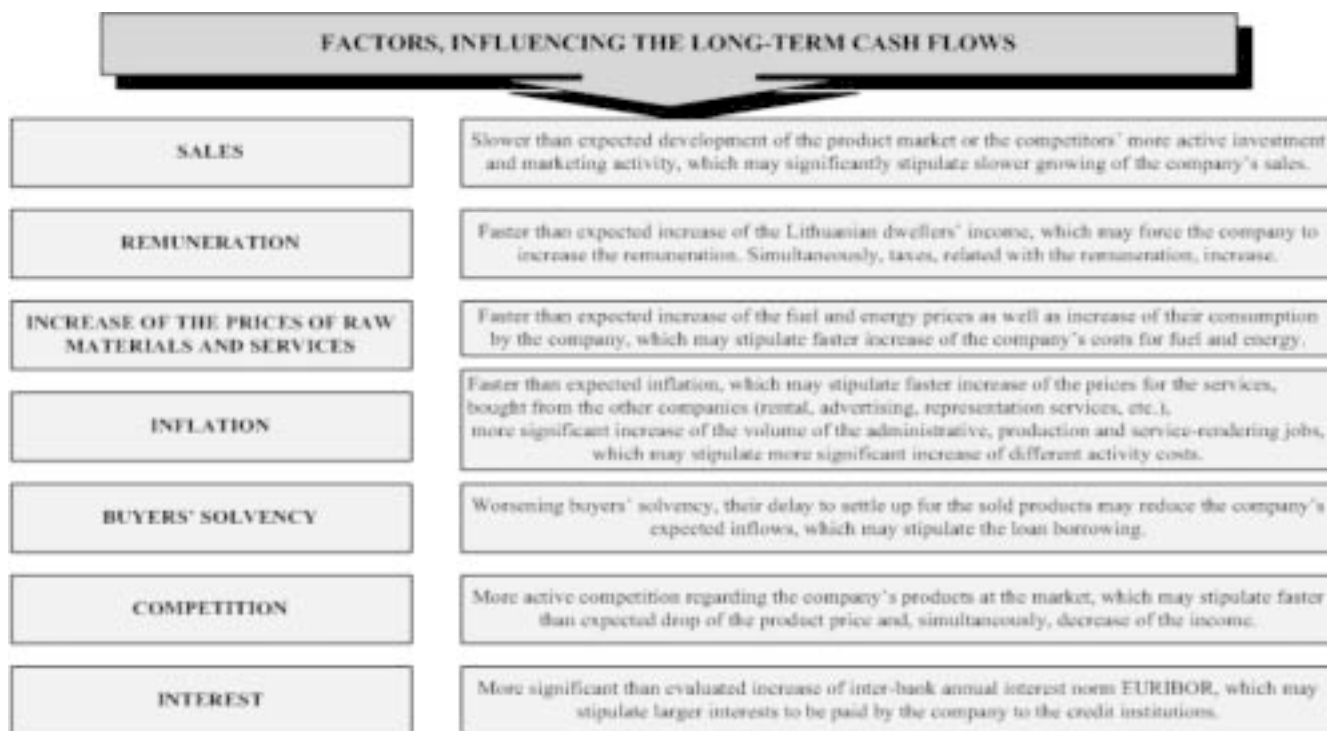 FACTORS, INFLUENCING THE LONG-TERM CASH FLOWS
SALES
Slower than expected development of the product market or the competitors' more active investment
and marketing activity, which may significantly stipulate slower growing of the company's sales.
REMUNERATION
Faster than expected increase of the Lithuanian dwellers' income, which may force the company to
increase the remuneration. Simultaneously, taxes, related with the remuneration, increase.
INCREASE OF THE PRICES OF RAW
MATERIALS AND SERVICES
Faster than expected increase of the fuel and energy prices as well as increase of their consumption
by the company, which may stipulate faster increase of the company's costs for fuel and energy.
INFLATION
Faster than expected inflation, which may stipulate faster increase of the prices for the services,
bought from the other companies (rental, advertising, representation services, etc.),
more significant increase of the volume of the administrative, production and service-rendering jobs,
which may stipulate more significant increase of different activity costs.
BUYERS' SOLVENCY
Worsening buyers' solvency, their delay to settle up for the sold products may reduce the company's
expected inflows, which may stipulate the loan borrowing.
COMPETITION
More active competition regarding the company's products at the market, which may stipulate faster
than expected drop of the product price and, simultaneously, decrease of the income.
INTEREST
More significant than evaluated increase of inter-bank annual interest norm EURIBOR, which may
stipulate larger interests to be paid by the company to the credit institutions.